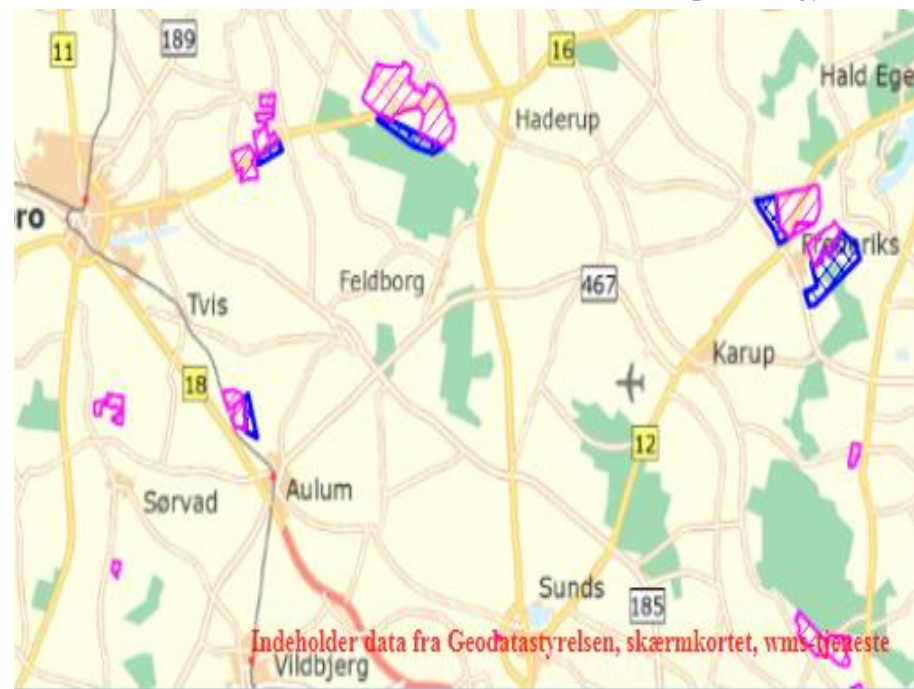 11
189
16
Hald Ege
Haderup
ro
Frederiks
Feldborg
467
Tvis
Karup
18
12
Aulum
Sørvad
Sunds
185
Indeholder data fra Geodatastyrelsen, skærmkortet, wms-tjeneste
Vildbjerg